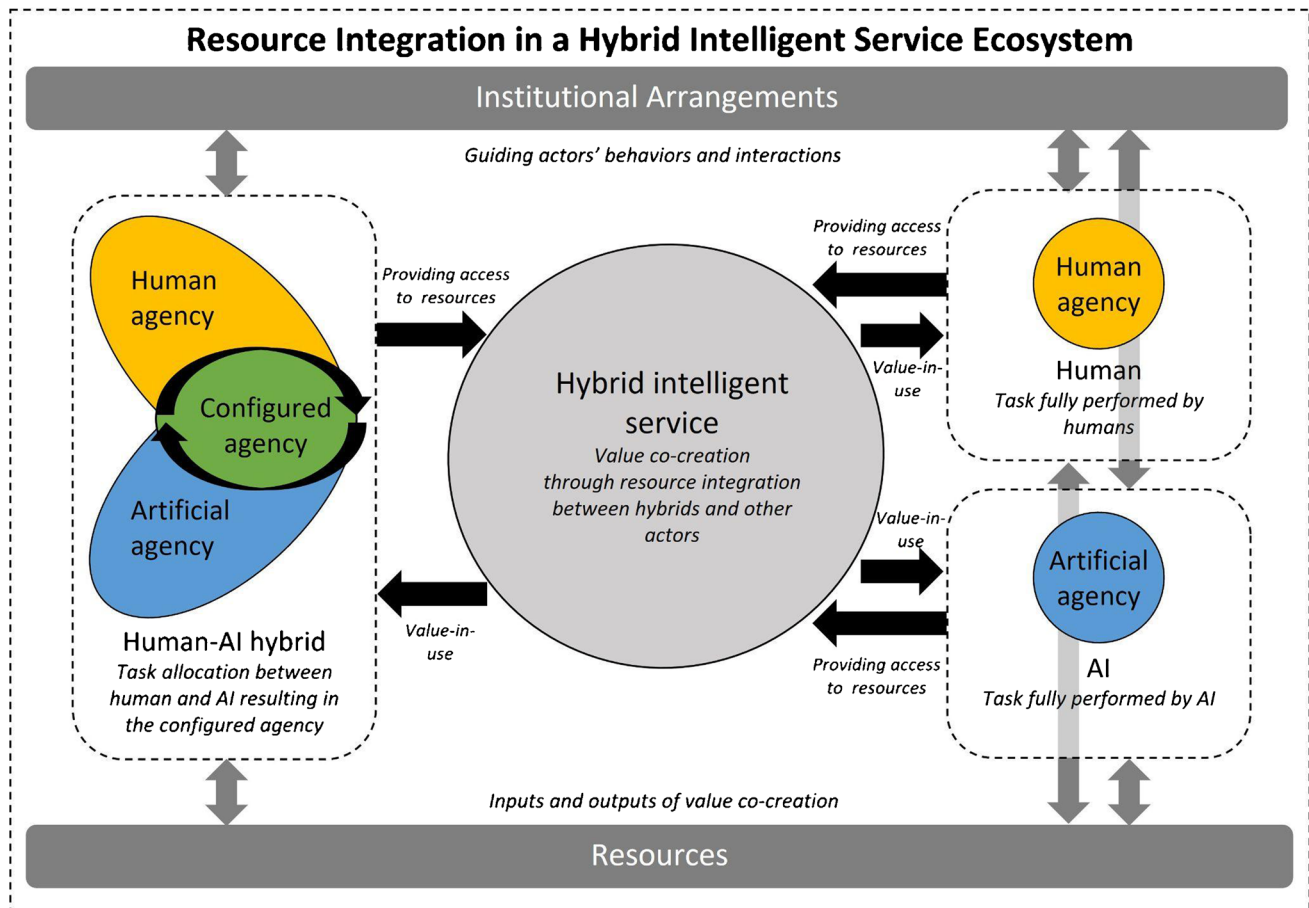 Resource Integration in a Hybrid Intelligent Service Ecosystem
Institutional Arrangements
Guiding actors’ behaviors and interactions
Human
agency
Configured
agency
Artificial
agency
Human-AI hybrid
Task allocation between
human and AI resulting in
the configured agency
Providing access
to resources
Value-in-
use
Hybrid intelligent
service
Value co-creation
through resource integration
between hybrids and other
actors
Providing access
to resources
Value-in-
use
Human
agency
Human
Task fully performed by
humans
Value-in-
use
Providing access
to resources
Artificial
agency
AI
Task fully performed by AI
Inputs and outputs of value co-creation
Resources